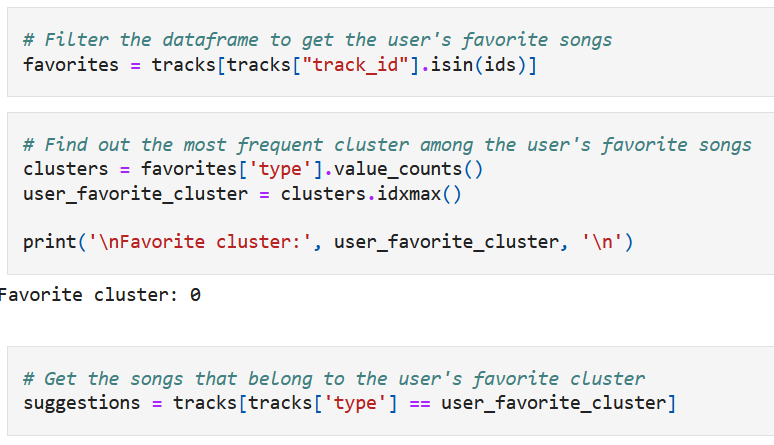 # Filter the dataframe to get the user's favorite songs
favorites = tracks[tracks["track_id"].isin(ids)]
# Find out the most frequent cluster among the user's favorite songs
clusters = favorites['type'].value_counts()
user_favorite_cluster = clusters.idxmax()
print('\nFavorite cluster:', user_favorite_cluster, '\n')
Favorite cluster: 0
# Get the songs that belong to the user's favorite cluster
suggestions = tracks[tracks['type'] == user_favorite_cluster]